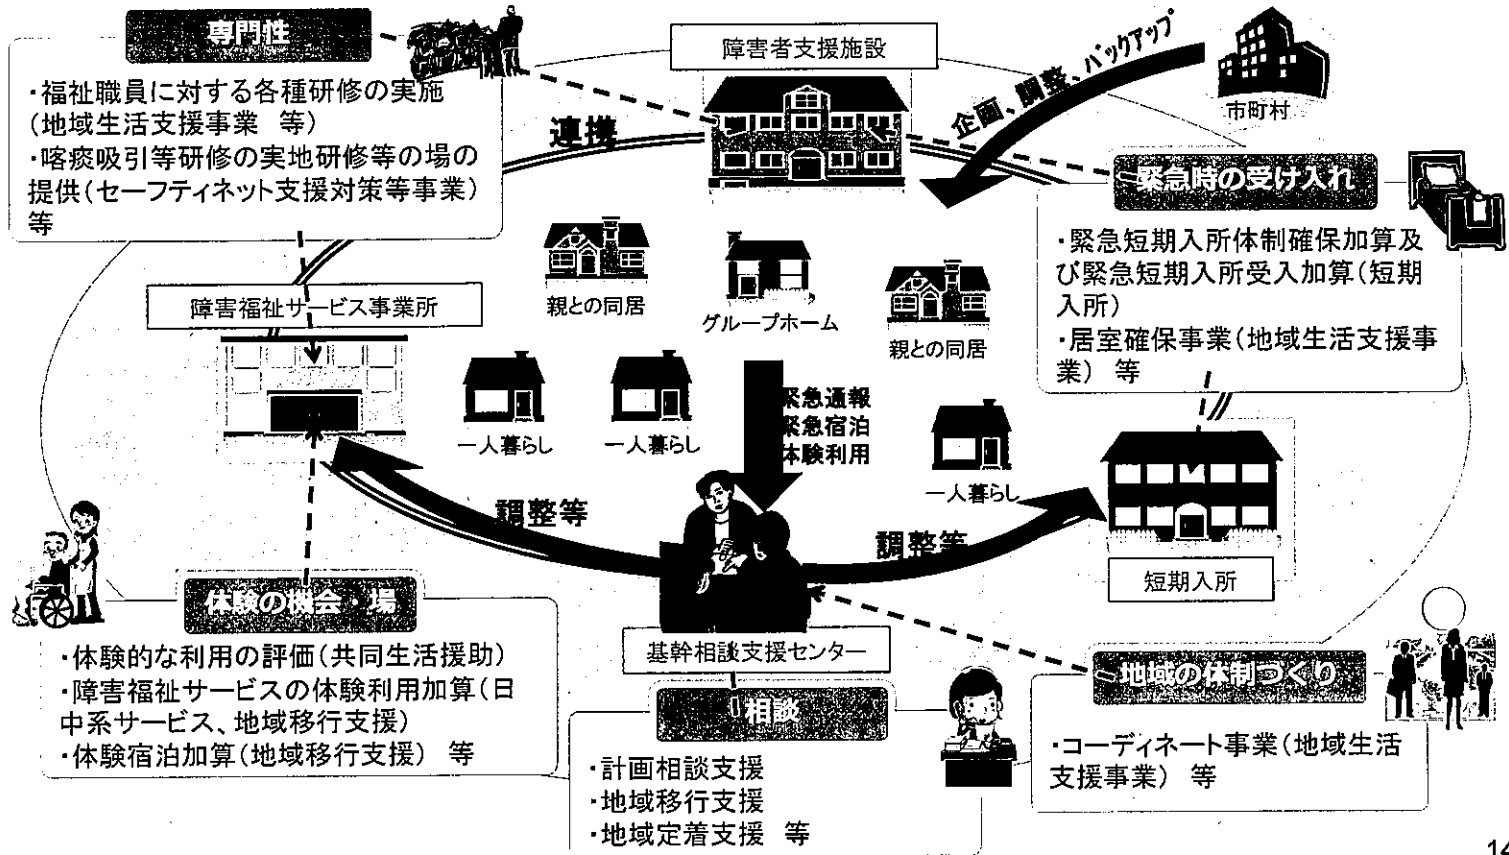 専門性
・福祉職員に対する各種研修の実施
(地域生活支援事業 等)
・喀痰吸引等研修の実地研修等の場の
提供(セーフティネット支援対策等事業)
等
障害者支援施設
企画、調整、バックアップ
市町村
連携
緊急時の受け入れ
・緊急短期入所体制確保加算及
び緊急短期入所受入加算(短期
入所)
・居室確保事業(地域生活支援事
業) 等
障害福祉サービス事業所
親との同居
グループホーム
親との同居
一人暮らし
一人暮らし
緊急通報
緊急宿泊
体験利用
一人暮らし
調整等
調整等
短期入所
体験の機会・場
・体験的な利用の評価(共同生活援助)
・障害福祉サービスの体験利用加算(日
中系サービス、地域移行支援)
・体験宿泊加算(地域移行支援) 等
基幹相談支援センター
相談
・計画相談支援
・地域移行支援
・地域定着支援 等
地域の体制づくり
・コーディネート事業(地域生活
支援事業) 等